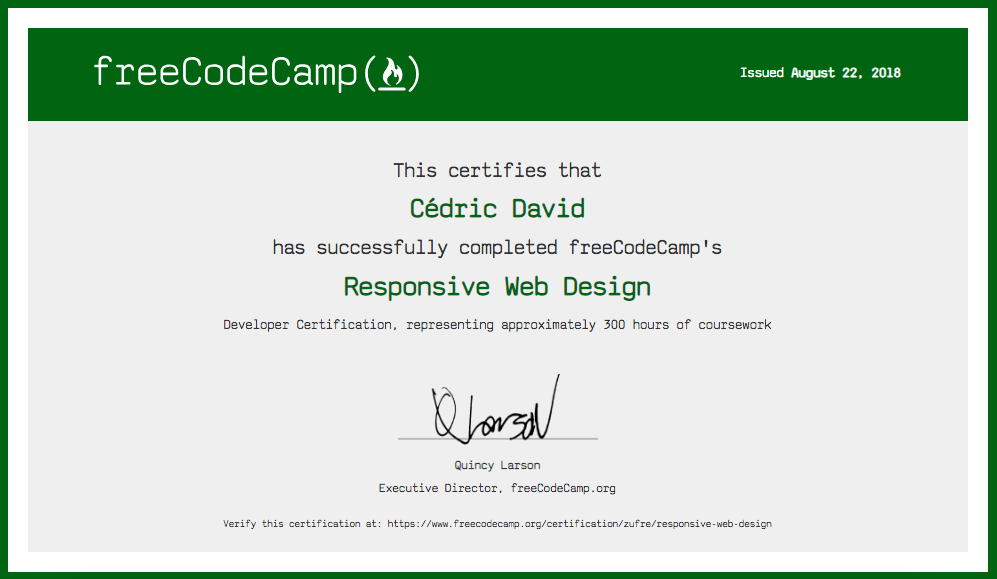 freeCodeCamp(🔥)
Issued August 22, 2018
This certifies that
Cédric David
has successfully completed freeCodeCamp's
Responsive Web Design
Developer Certification, representing approximately 300 hours of coursework
Q Larson
Quincy Larson
Executive Director, freeCodeCamp.org
Verify this certification at: https://www.freecodecamp.org/certification/zufre/responsive-web-design